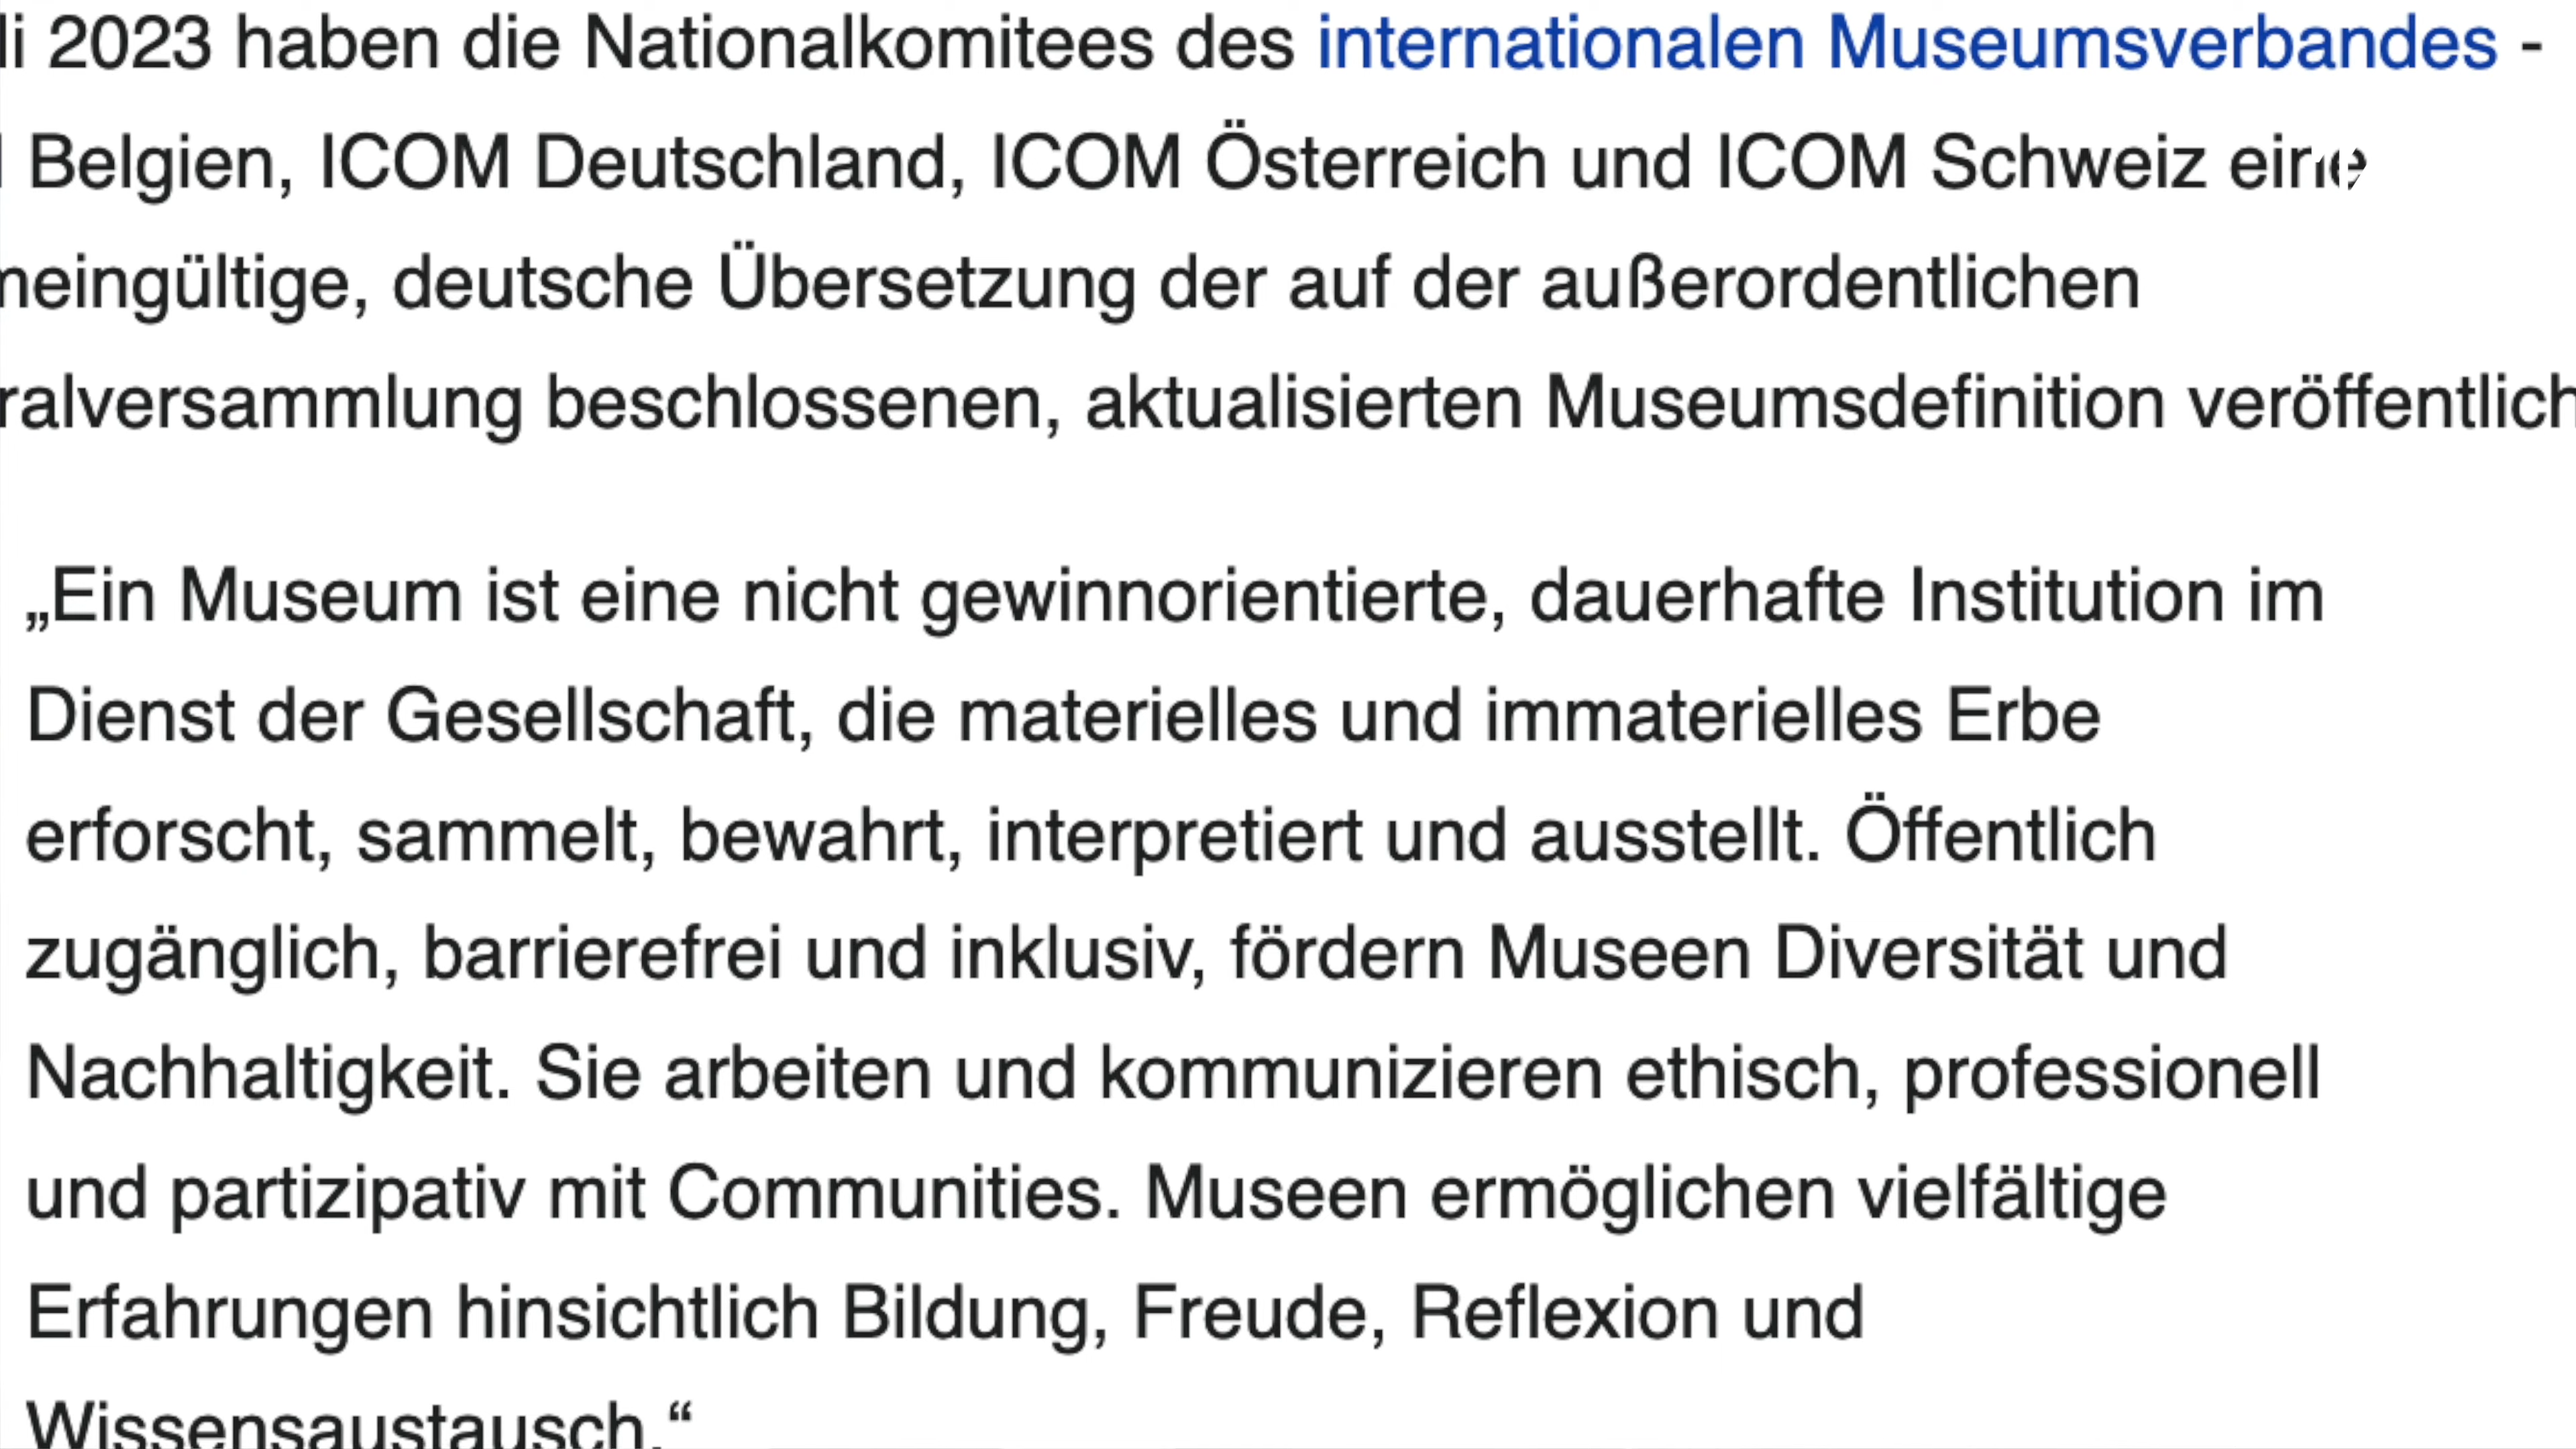 li 2023 haben die Nationalkomitees des internationalen Museumsverbandes -
Belgien, ICOM Deutschland, ICOM Österreich und ICOM Schweiz eine
meingültige, deutsche Übersetzung der auf der außerordentlichen
ralversammlung beschlossenen, aktualisierten Museumsdefinition veröffentlich
„Ein Museum ist eine nicht gewinnorientierte, dauerhafte Institution im
Dienst der Gesellschaft, die materielles und immaterielles Erbe
erforscht, sammelt, bewahrt, interpretiert und ausstellt. Öffentlich
zugänglich, barrierefrei und inklusiv, fördern Museen Diversität und
Nachhaltigkeit. Sie arbeiten und kommunizieren ethisch, professionell
und partizipativ mit Communities. Museen ermöglichen vielfältige
Erfahrungen hinsichtlich Bildung, Freude, Reflexion und
Wissensaustausch.“